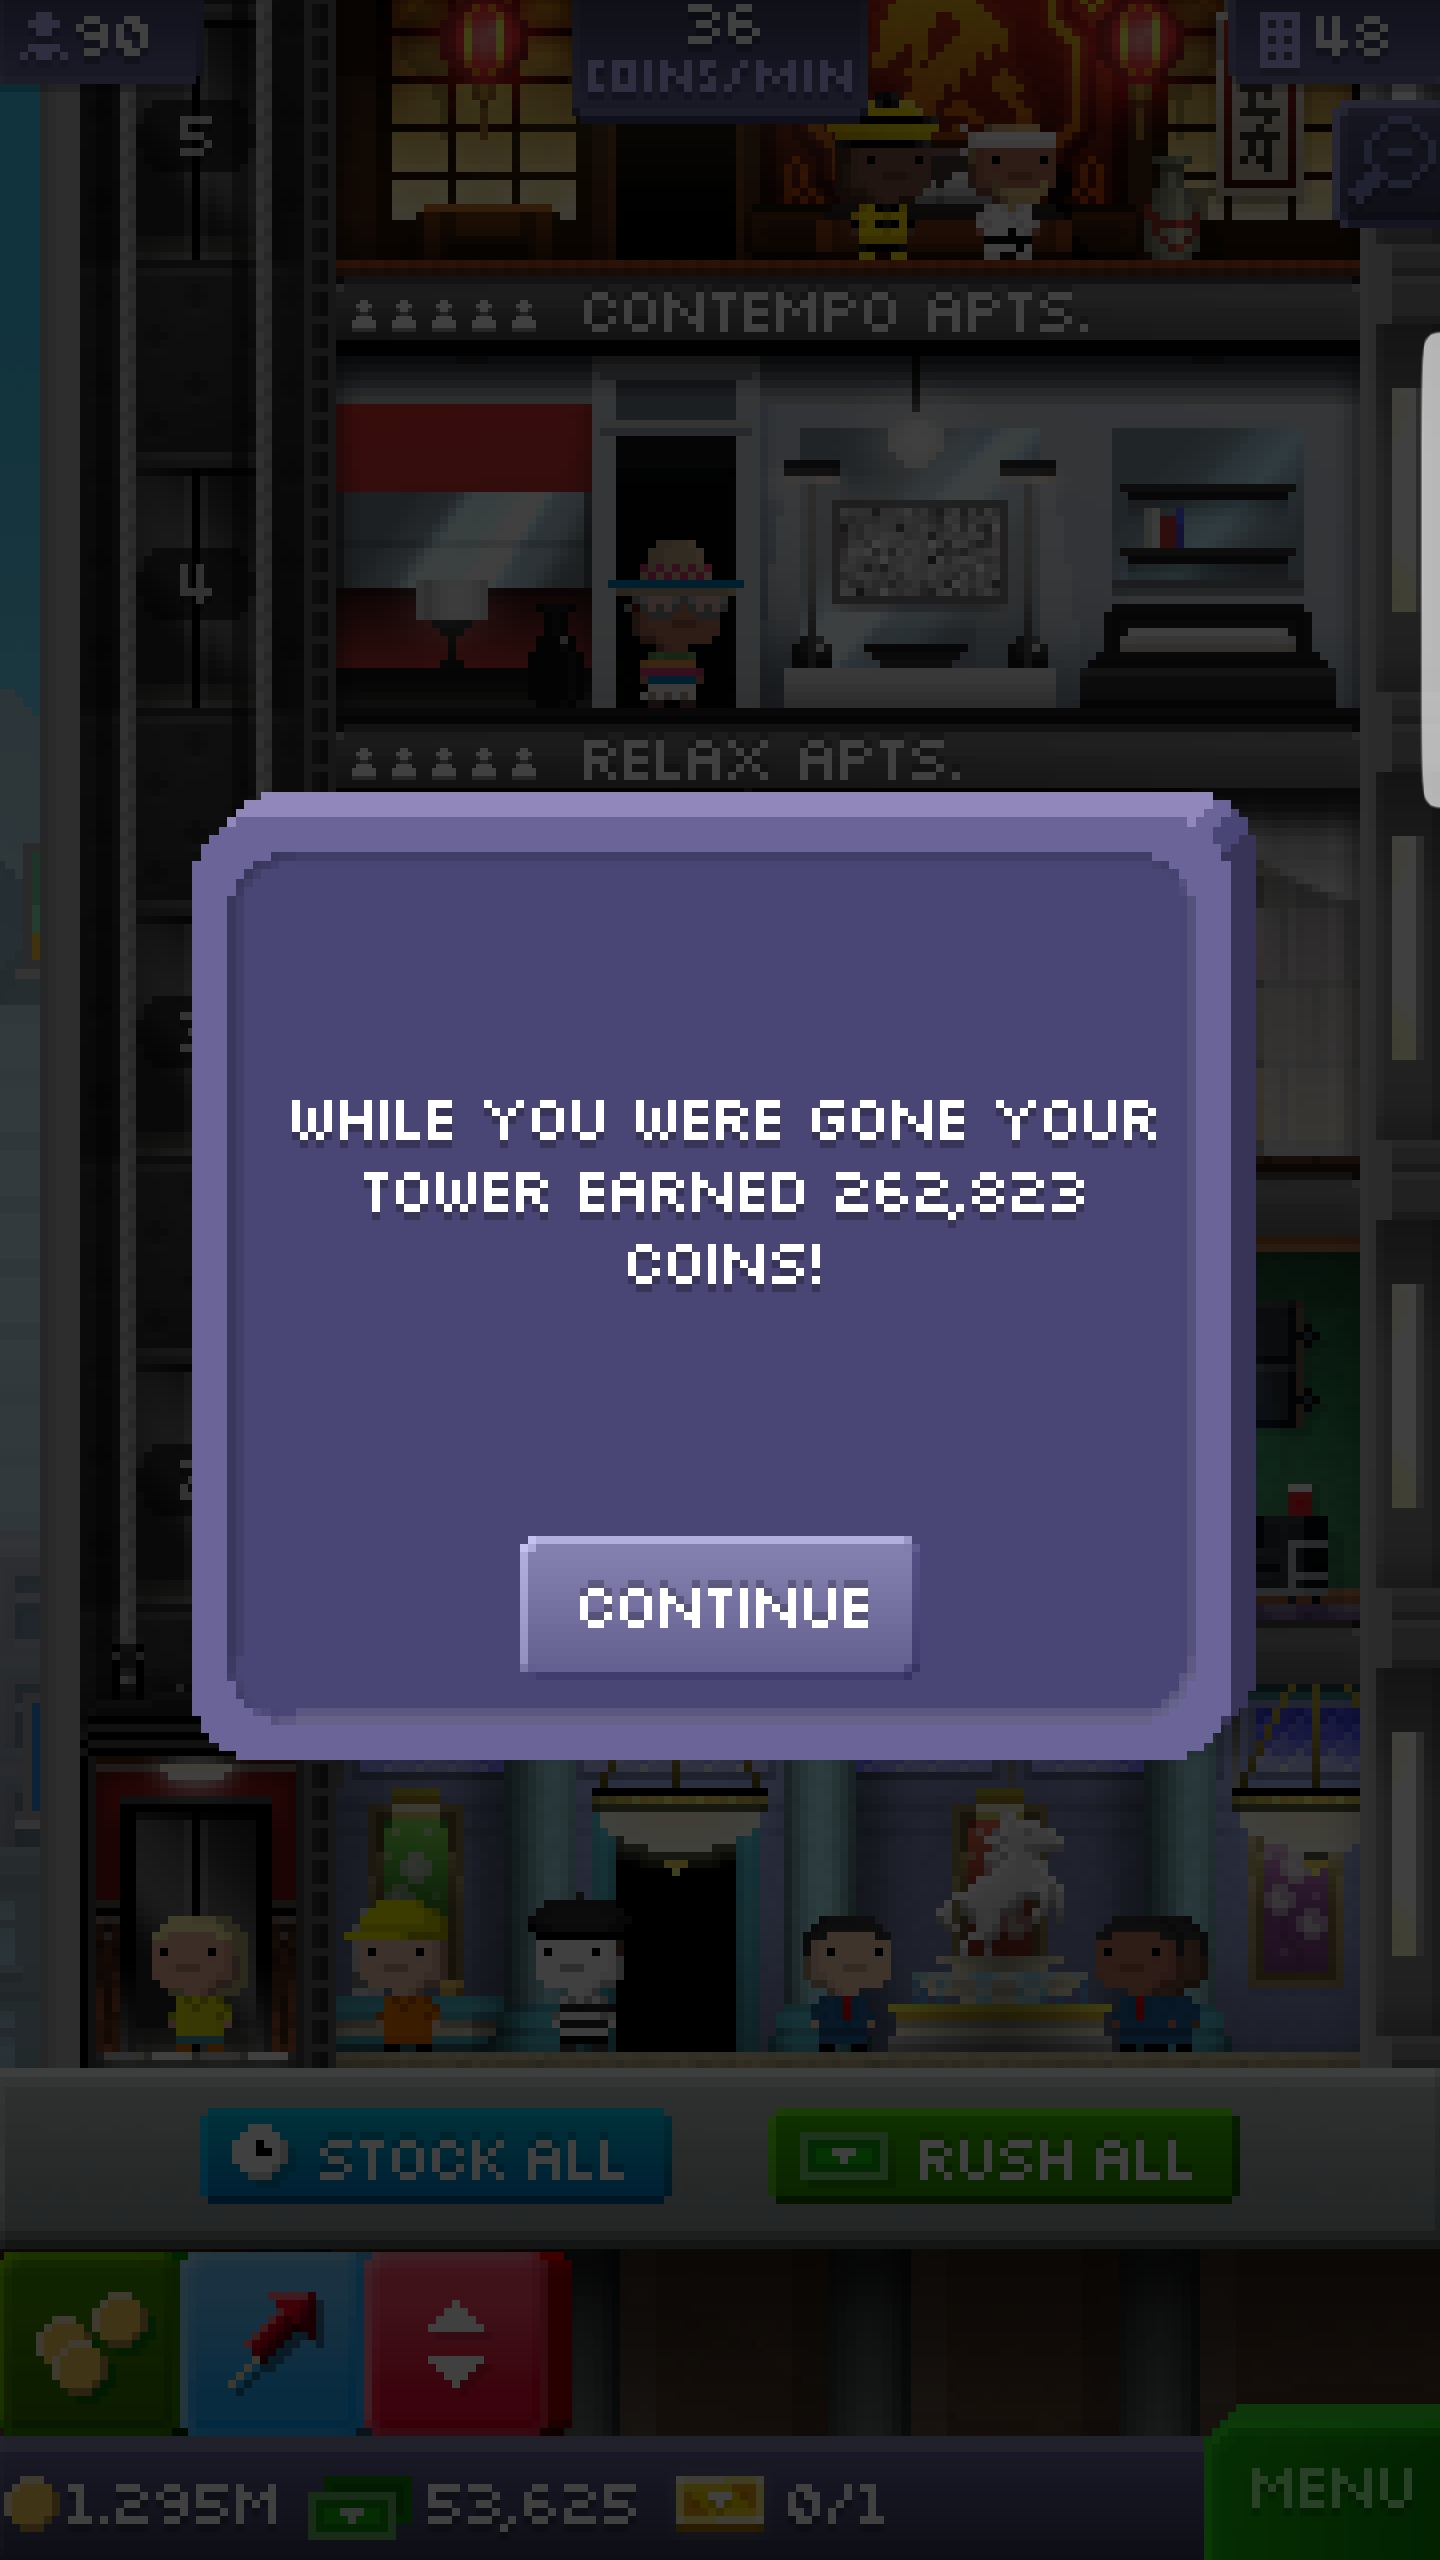 90
36
COINS/MIN
48
5
CONTEMPO APTS.
4
RELAX APTS.
WHILE YOU WERE GONE YOUR
TOWER EARNED 262,823
COINS!
CONTINUE
STOCK ALL
RUSH ALL
1.295M
53,625
0/1
MENU